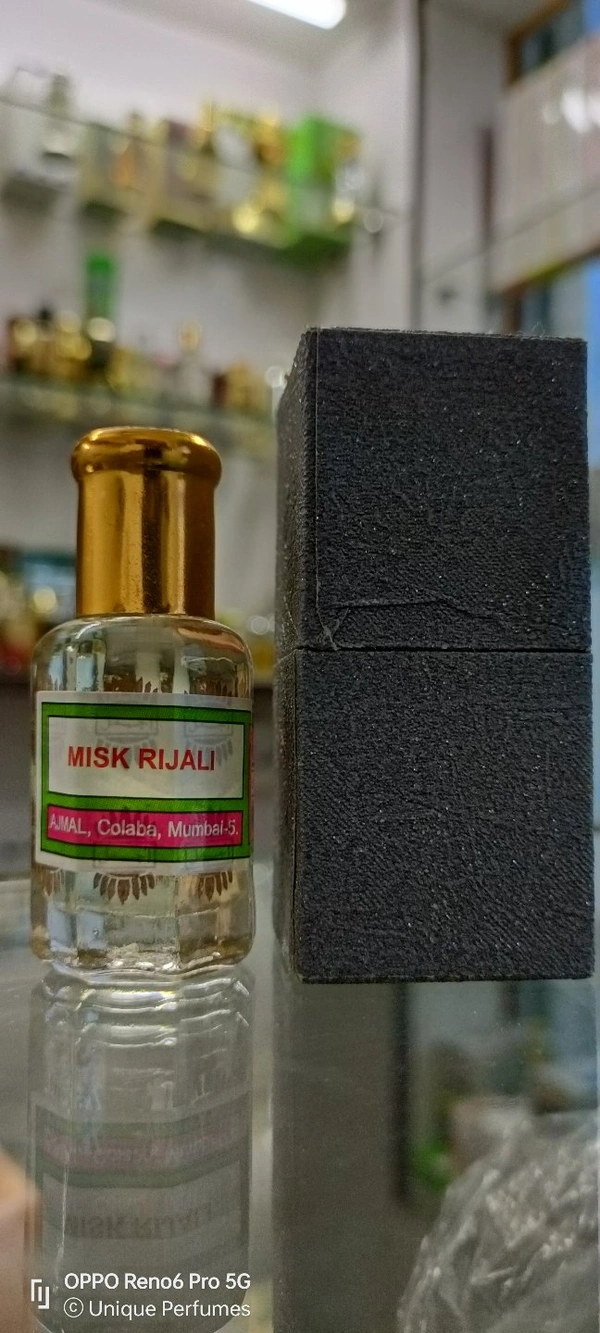 MISK RIJALI
AJMAL, Colaba, Mumbai-5.
OPPO Reno6 Pro 5G
© Unique Perfumes